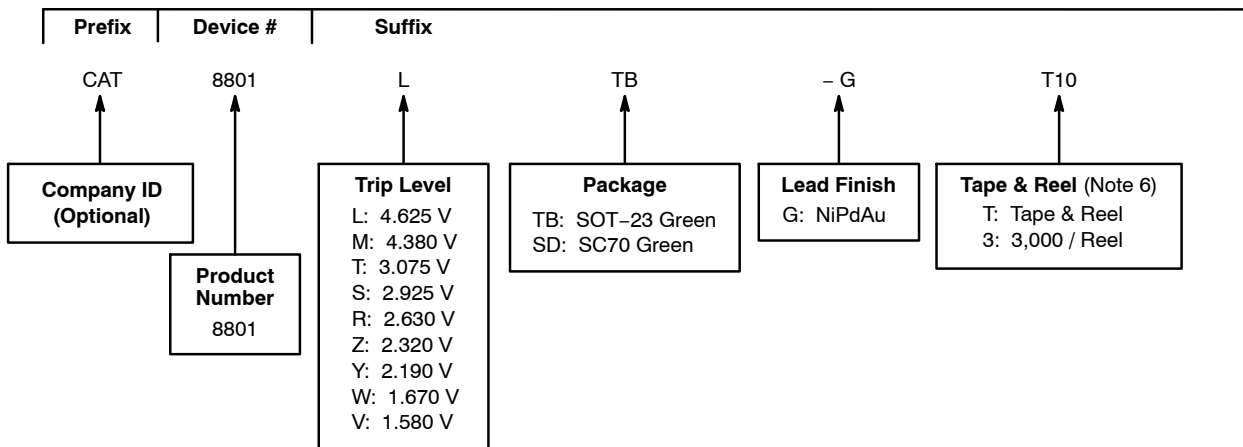 Prefix Device # Suffix
CAT 8801 L TB – G T10
Company ID
(Optional)
Product
Number
8801
Trip Level
L: 4.625 V
M: 4.380 V
T: 3.075 V
S: 2.925 V
R: 2.630 V
Z: 2.320 V
Y: 2.190 V
W: 1.670 V
V: 1.580 V
Package
TB: SOT−23 Green
SD: SC70 Green
Lead Finish
G: NiPdAu
Tape & Reel (Note 6)
T: Tape & Reel
3: 3,000 / Reel